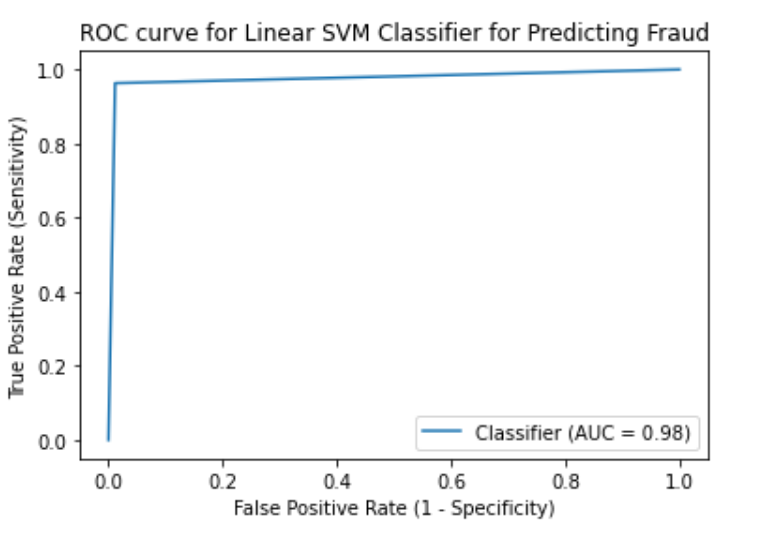 ROC curve for Linear SVM Classifier for Predicting Fraud
True Positive Rate (Sensitivity)
1.0
0.8
0.6
0.4
0.2
0.0
Classifier (AUC = 0.98)
0.0 0.2 0.4 0.6 0.8 1.0
False Positive Rate (1 - Specificity)